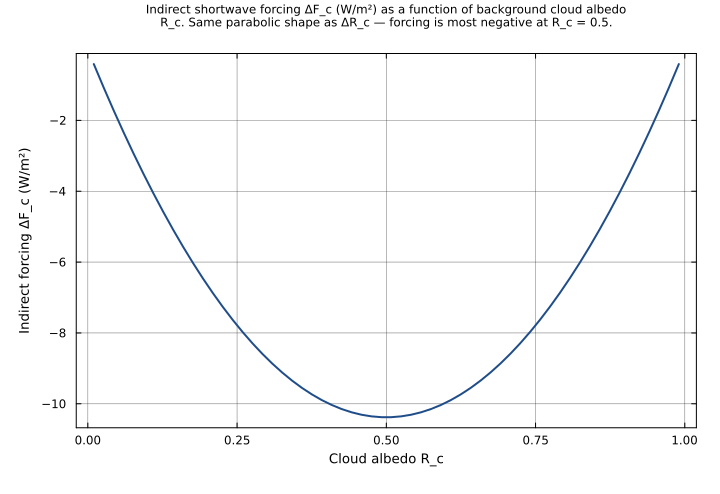 Indirect shortwave forcing ΔF_c (W/m²) as a function of background cloud albedo
R_c. Same parabolic shape as ΔR_c — forcing is most negative at R_c = 0.5.
Indirect forcing ΔF_c (W/m²)
−2
−4
−6
−8
−10
0.00 0.25 0.50 0.75 1.00
Cloud albedo R_c